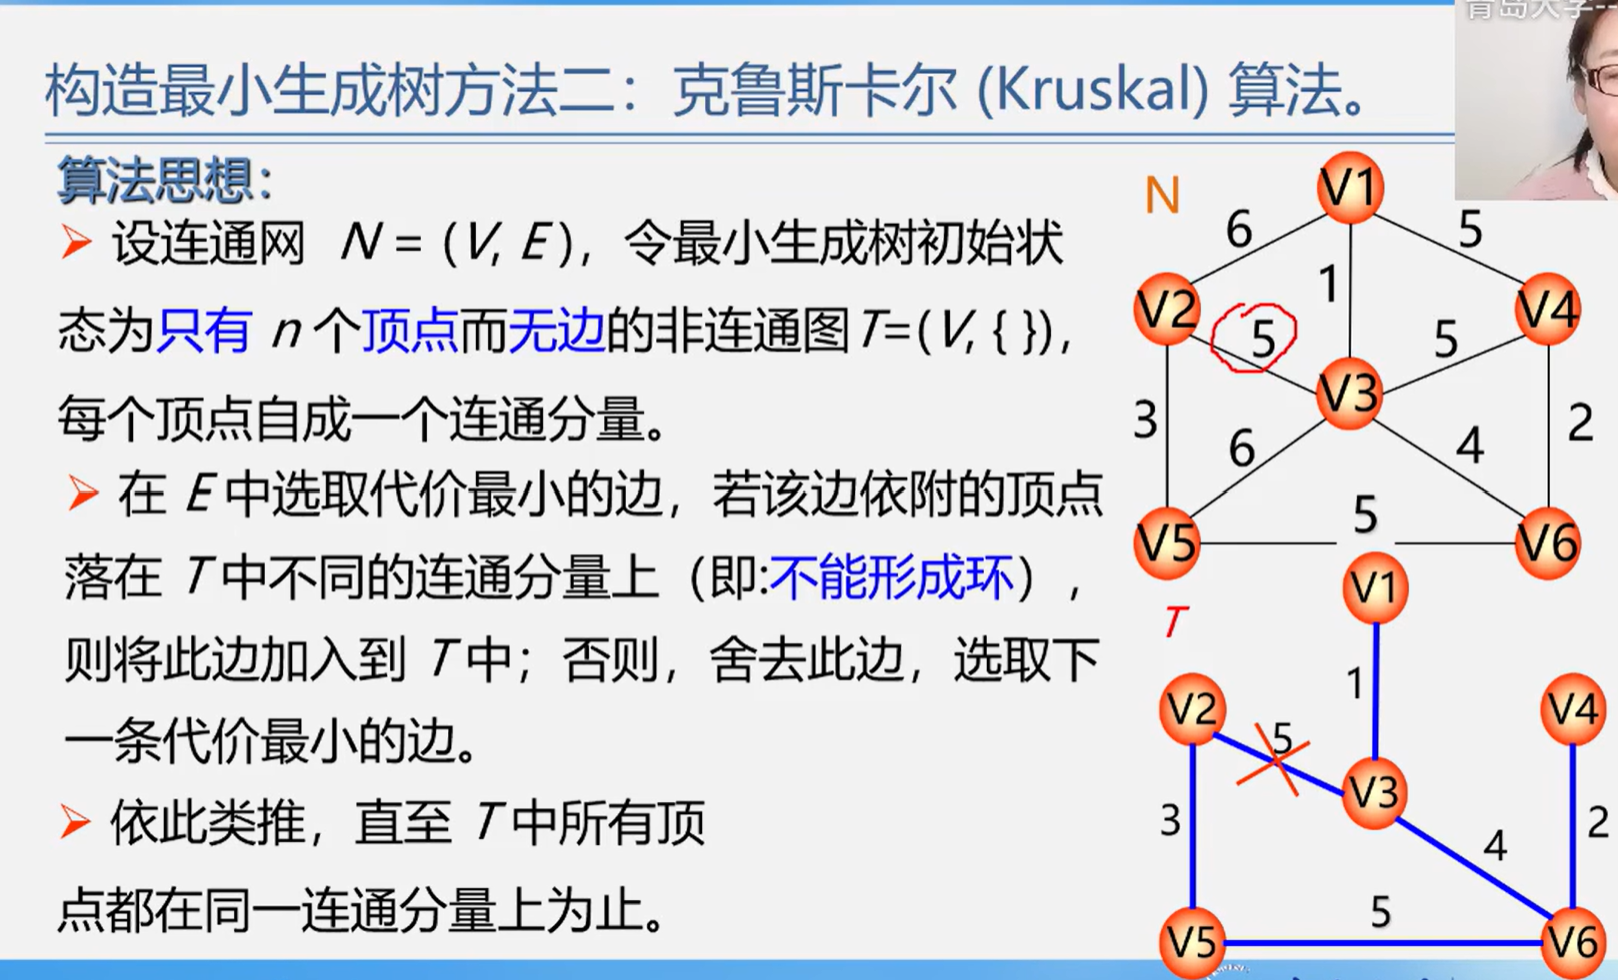 青岛大学--
构造最小生成树方法二：克鲁斯卡尔 (Kruskal) 算法。
算法思想：
设连通网 N = (V, E )，令最小生成树初始状
态为只有 n 个顶点而无边的非连通图 T=(V, { })，
每个顶点自成一个连通分量。
在 E 中选取代价最小的边，若该边依附的顶点
落在 T 中不同的连通分量上（即:不能形成环），
则将此边加入到 T 中；否则，舍去此边，选取下
一条代价最小的边。
依此类推，直至 T 中所有顶
点都在同一连通分量上为止。
N
V1
6
5
1
V2
V4
5
5
V3
3
2
6
4
5
V5
V6
T
V1
1
V2
V4
5
V3
3
2
4
5
V5
V6